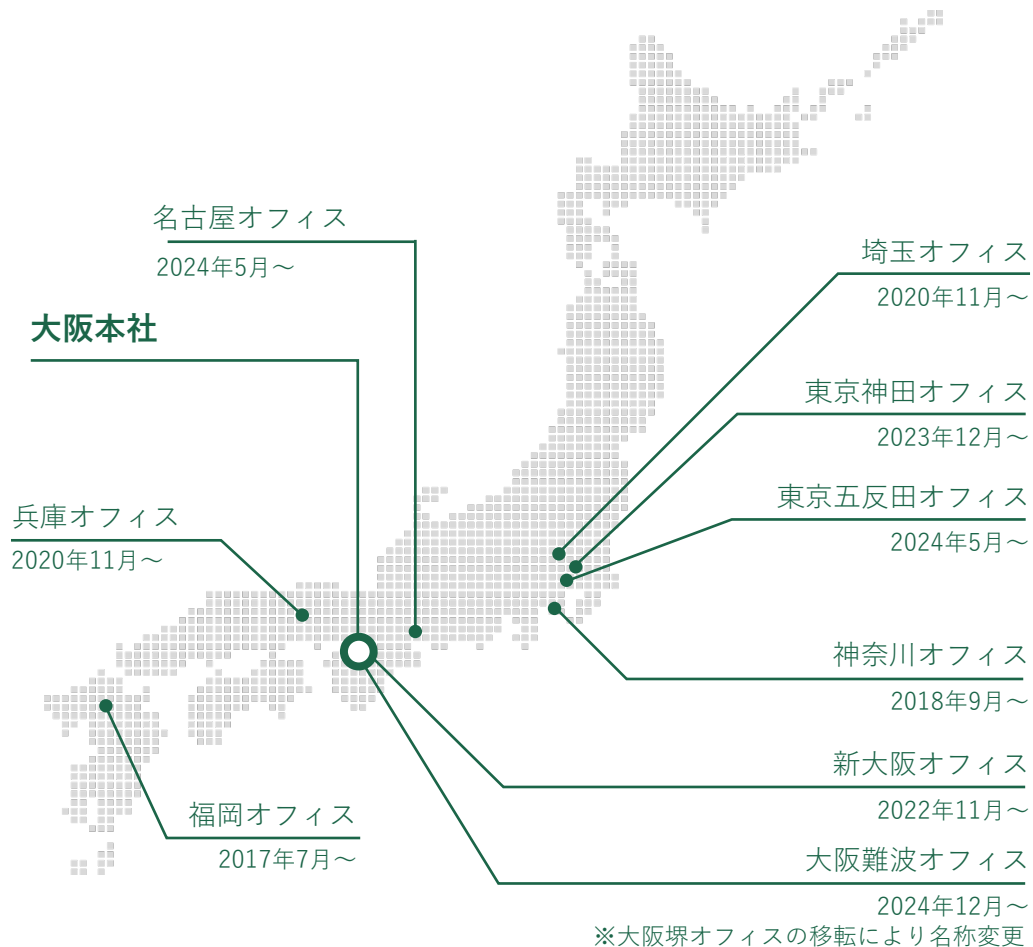 名古屋オフィス
2024年5月～
大阪本社
兵庫オフィス
2020年11月～
福岡オフィス
2017年7月～
埼玉オフィス
2020年11月～
東京神田オフィス
2023年12月～
東京五反田オフィス
2024年5月～
神奈川オフィス
2018年9月～
新大阪オフィス
2022年11月～
大阪難波オフィス
2024年12月～
※大阪堺オフィスの移転により名称変更